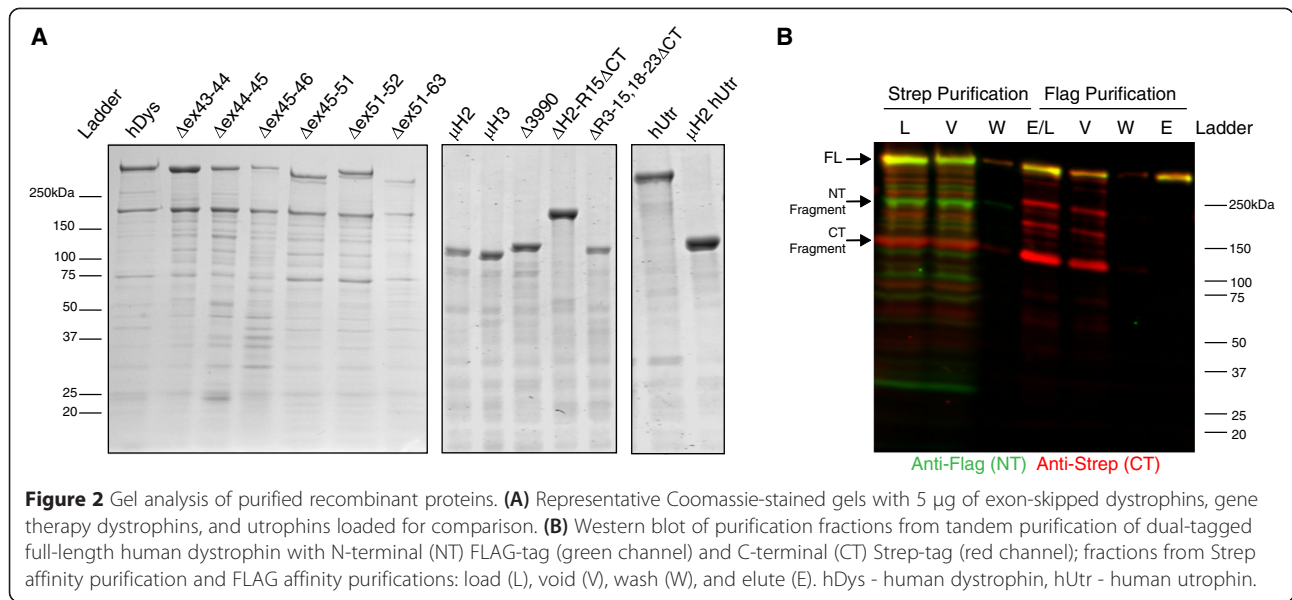 A
Ladder
hDys
Δex43-44
Δex44-45
Δex45-46
Δex45-51
Δex51-52
Δex51-63
μH2
μH3
Δ3990
ΔH2-R15ΔCT
ΔR3-15,18-23ΔCT
hUtr
μH2 hUtr
250kDa
150
100
75
50
37
25
20
B
Strep Purification Flag Purification
L V W E/L V W E Ladder
FL
NT
Fragment
CT
Fragment
250kDa
150
100
75
50
37
25
20
Anti-Flag (NT) Anti-Strep (CT)
Figure 2 Gel analysis of purified recombinant proteins. (A) Representative Coomassie-stained gels with 5 μg of exon-skipped dystrophins, gene
therapy dystrophins, and utrophins loaded for comparison. (B) Western blot of purification fractions from tandem purification of dual-tagged
full-length human dystrophin with N-terminal (NT) FLAG-tag (green channel) and C-terminal (CT) Strep-tag (red channel); fractions from Strep
affinity purification and FLAG affinity purifications: load (L), void (V), wash (W), and elute (E). hDys - human dystrophin, hUtr - human utrophin.